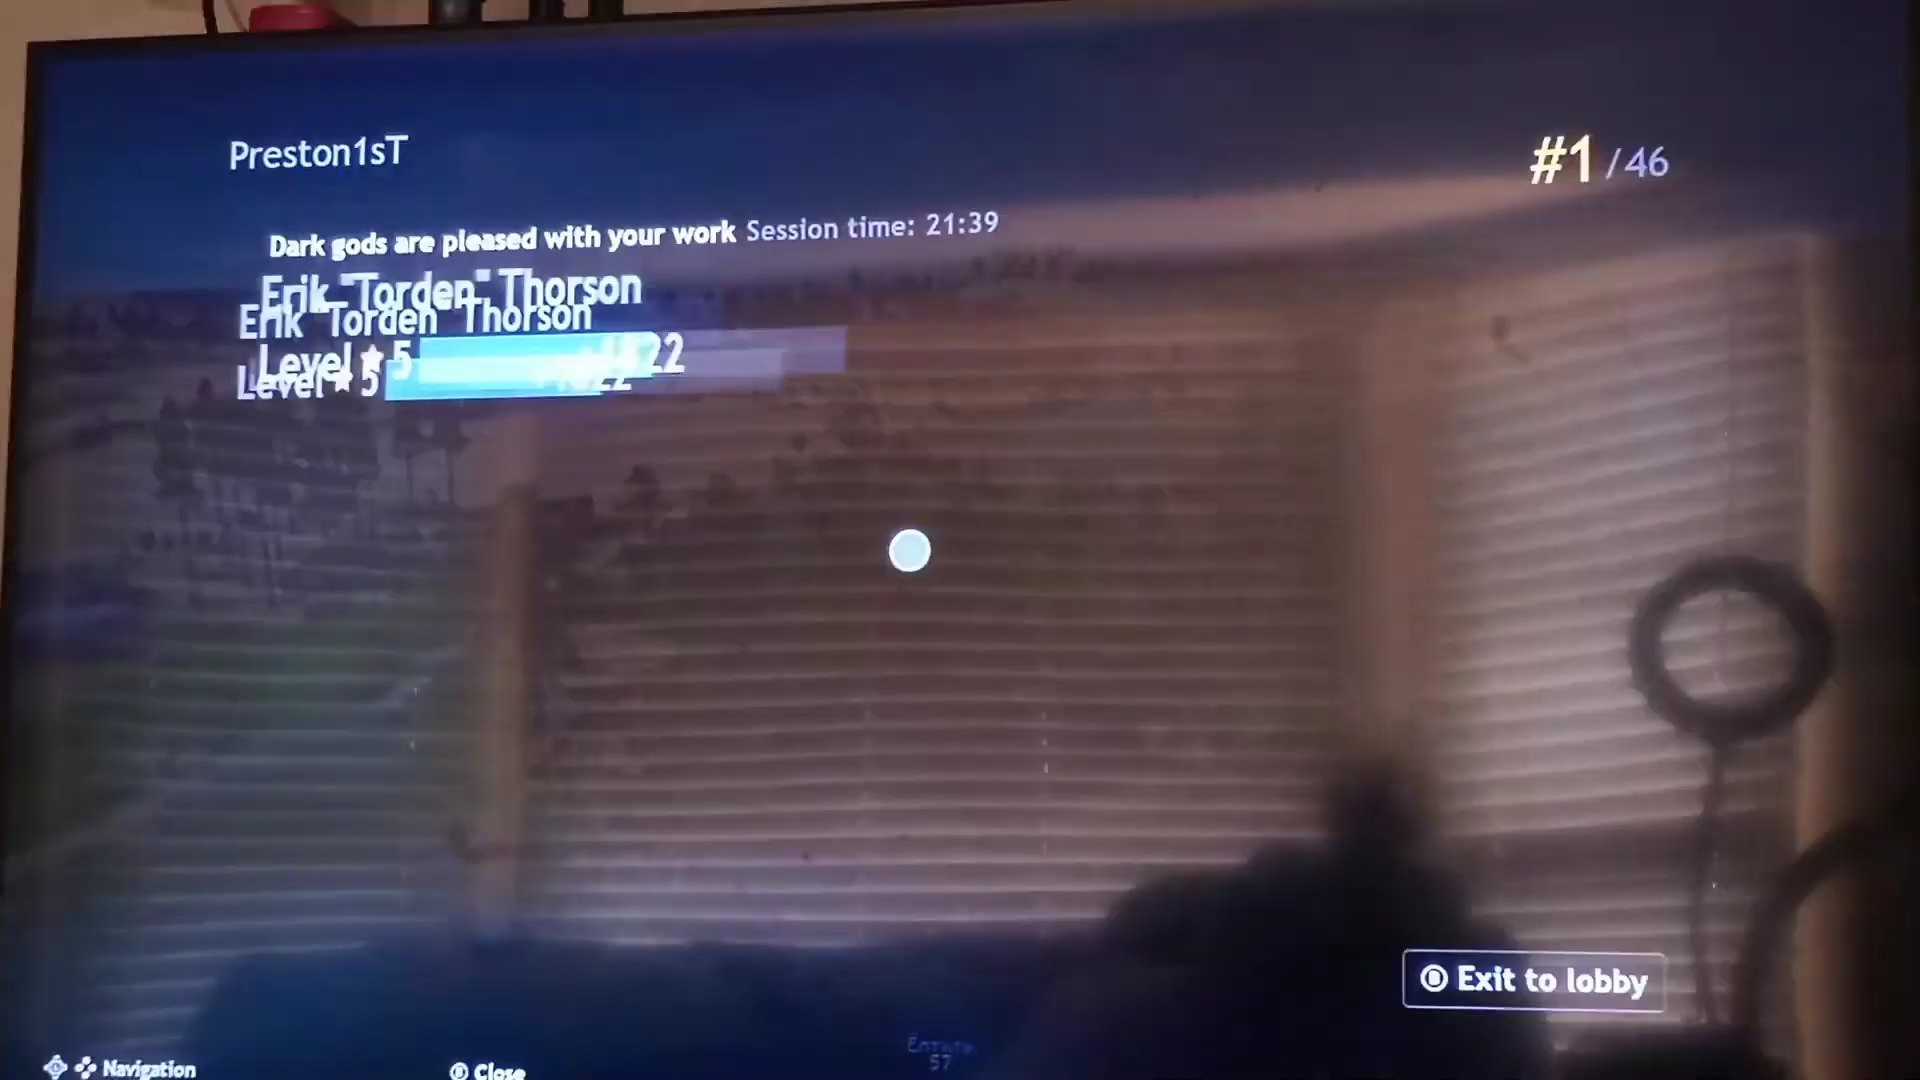 Preston1sT
#1 / 46
Dark gods are pleased with your work Session time: 21:39
Erik "Torden" Thorson
Erik "Torden" Thorson
Level ★ 5
Level ★ 5
Exit to lobby
57
Navigation
Close